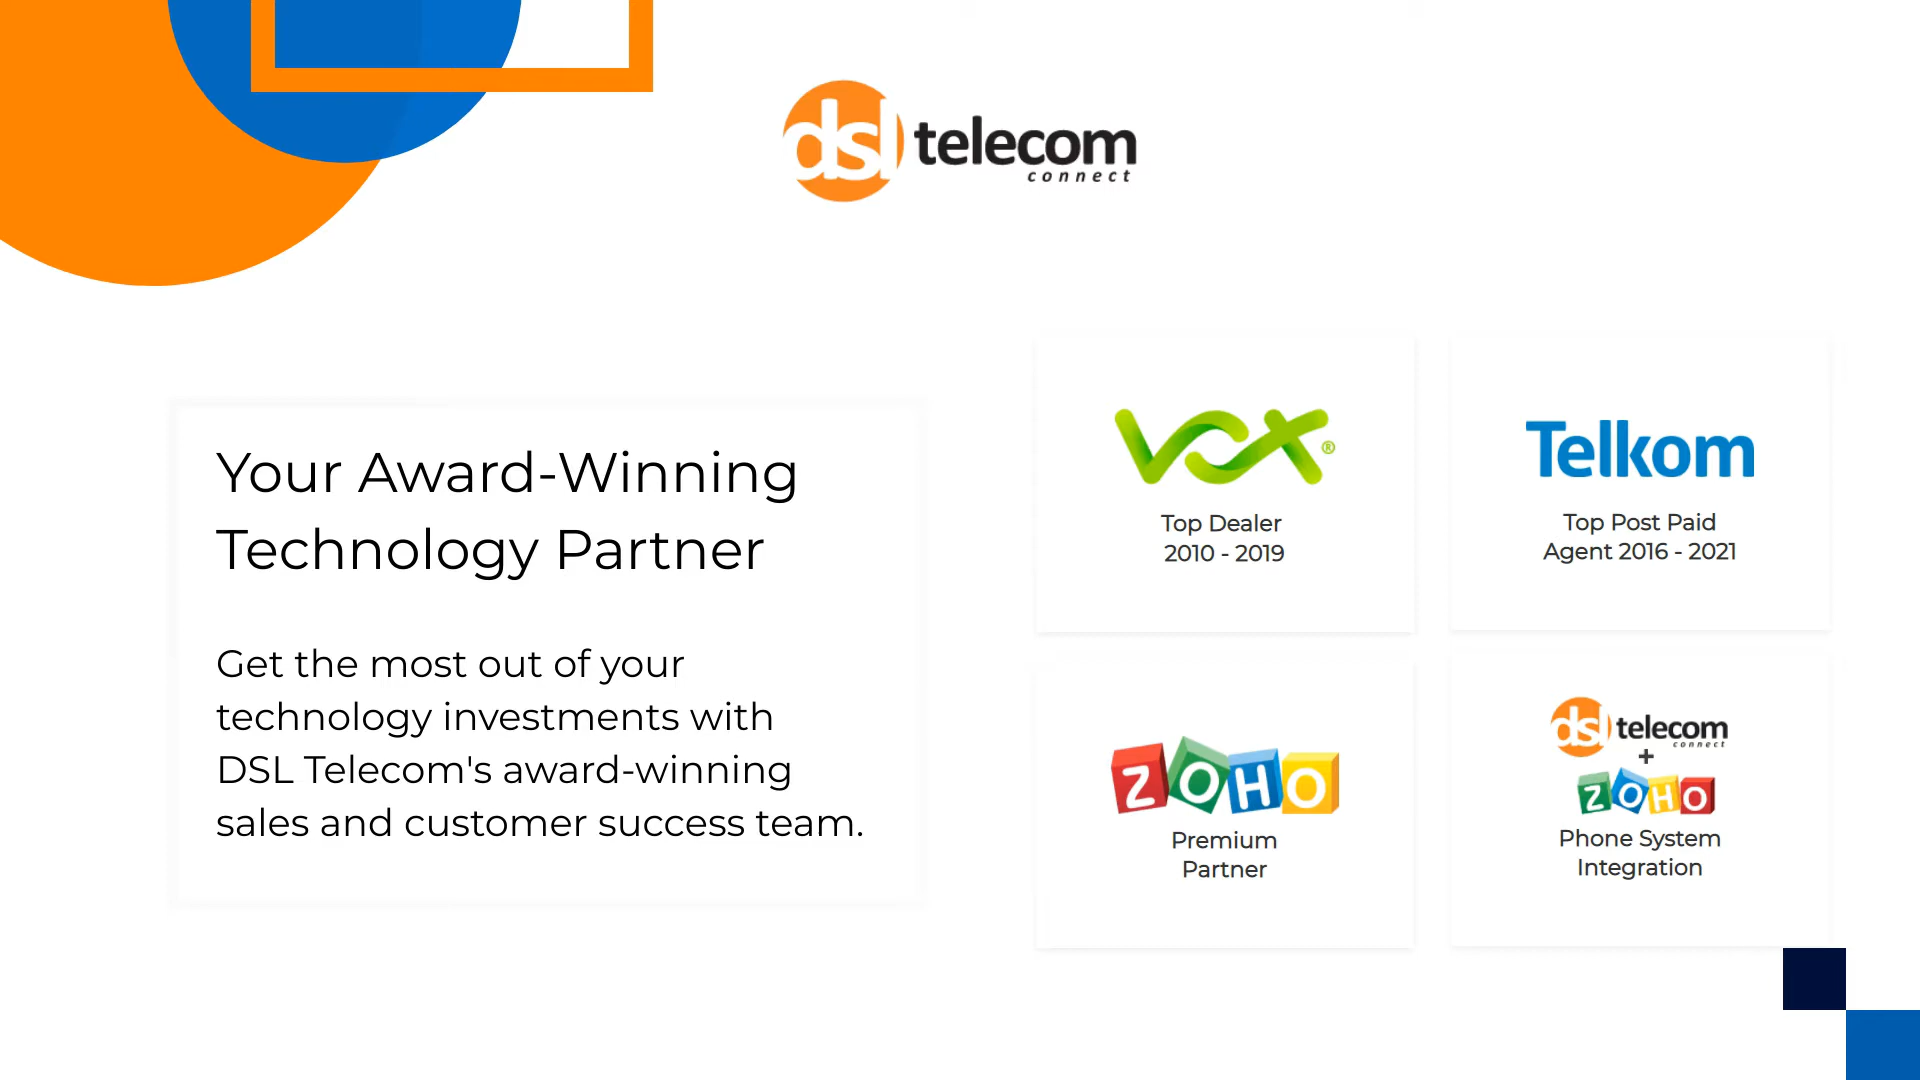 dsl telecom
connect
Your Award-Winning
Technology Partner
Get the most out of your
technology investments with
DSL Telecom's award-winning
sales and customer success team.
vox®
Top Dealer
2010 - 2019
Telkom
Top Post Paid
Agent 2016 - 2021
ZOHO
Premium
Partner
dsl telecom
connect
+
ZOHO
Phone System
Integration